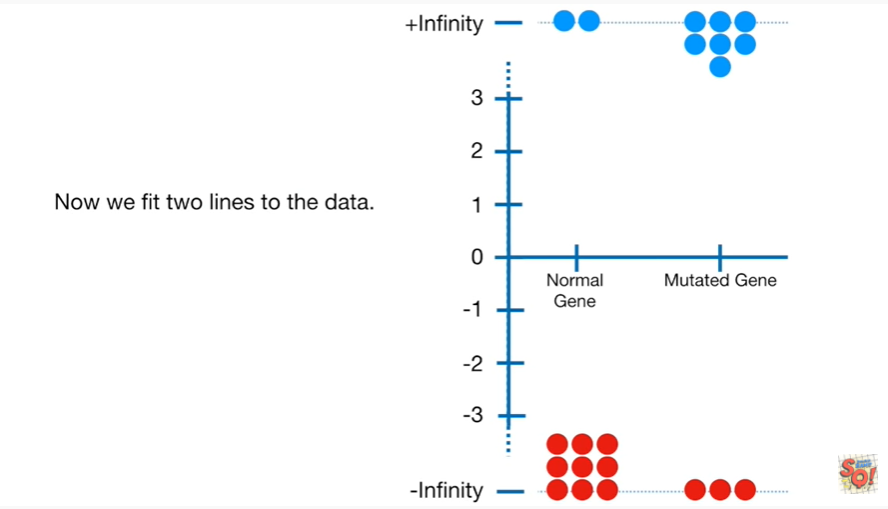 +Infinity
3
2
Now we fit two lines to the data.
1
0
Normal
Gene
Mutated Gene
-1
-2
-3
-Infinity